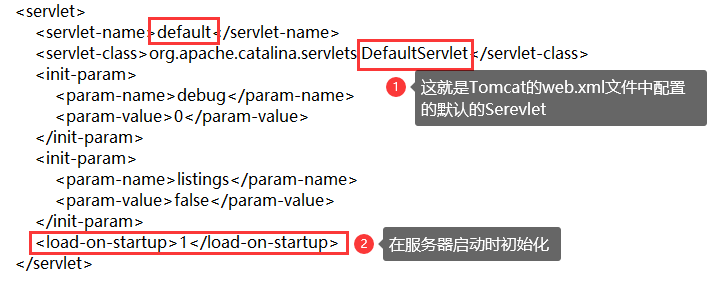 <servlet>
<servlet-name>default</servlet-name>
<servlet-class>org.apache.catalina.servlets.DefaultServlet</servlet-class>
<init-param>
<param-name>debug</param-name>
<param-value>0</param-value>
</init-param>
<init-param>
<param-name>listings</param-name>
<param-value>false</param-value>
</init-param>
<load-on-startup>1</load-on-startup>
</servlet>
1 这就是Tomcat的web.xml文件中配置
的默认的Serevlet
2 在服务器启动时初始化